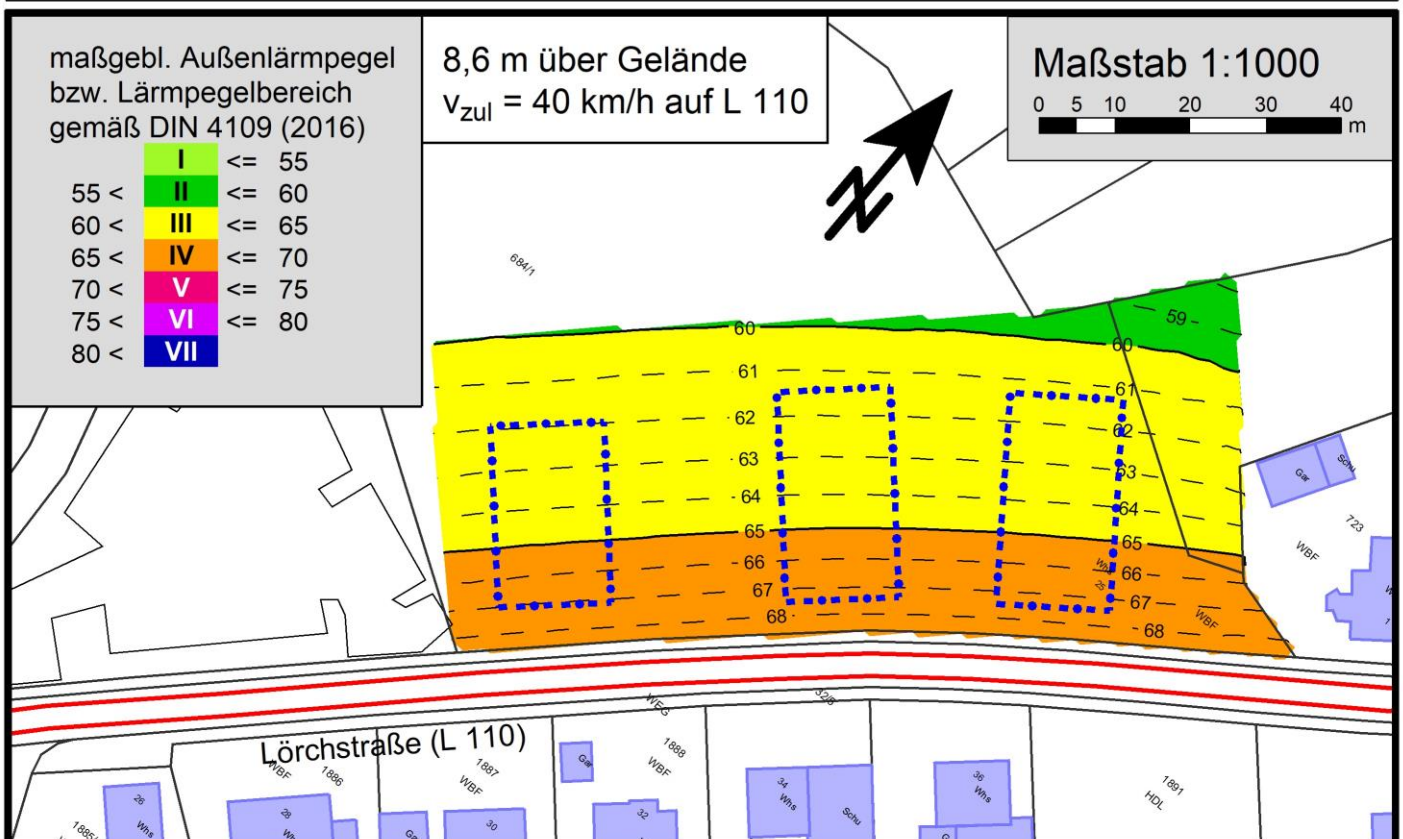 maßgebl. Außenlärmpegel
bzw. Lärmpegelbereich
gemäß DIN 4109 (2016)
I <= 55
55 < II <= 60
60 < III <= 65
65 < IV <= 70
70 < V <= 75
75 < VI <= 80
80 < VII
8,6 m über Gelände
vzul = 40 km/h auf L 110
Maßstab 1:1000
0 5 10 20 30 40
m
684/1
59
60
60
61
61
62
62
63
63
64
64
65
65
66
66
67
67
68
68
Whs
25
WBF
Gar
Schu
723
WBF
1
WEG
32/8
Lörchstraße (L 110)
WBF
1886
1887
WBF
Gar
1888
WBF
34
Whs
Schu
36
Whs
1891
HDL
26
Whs
28
30
32
1885/